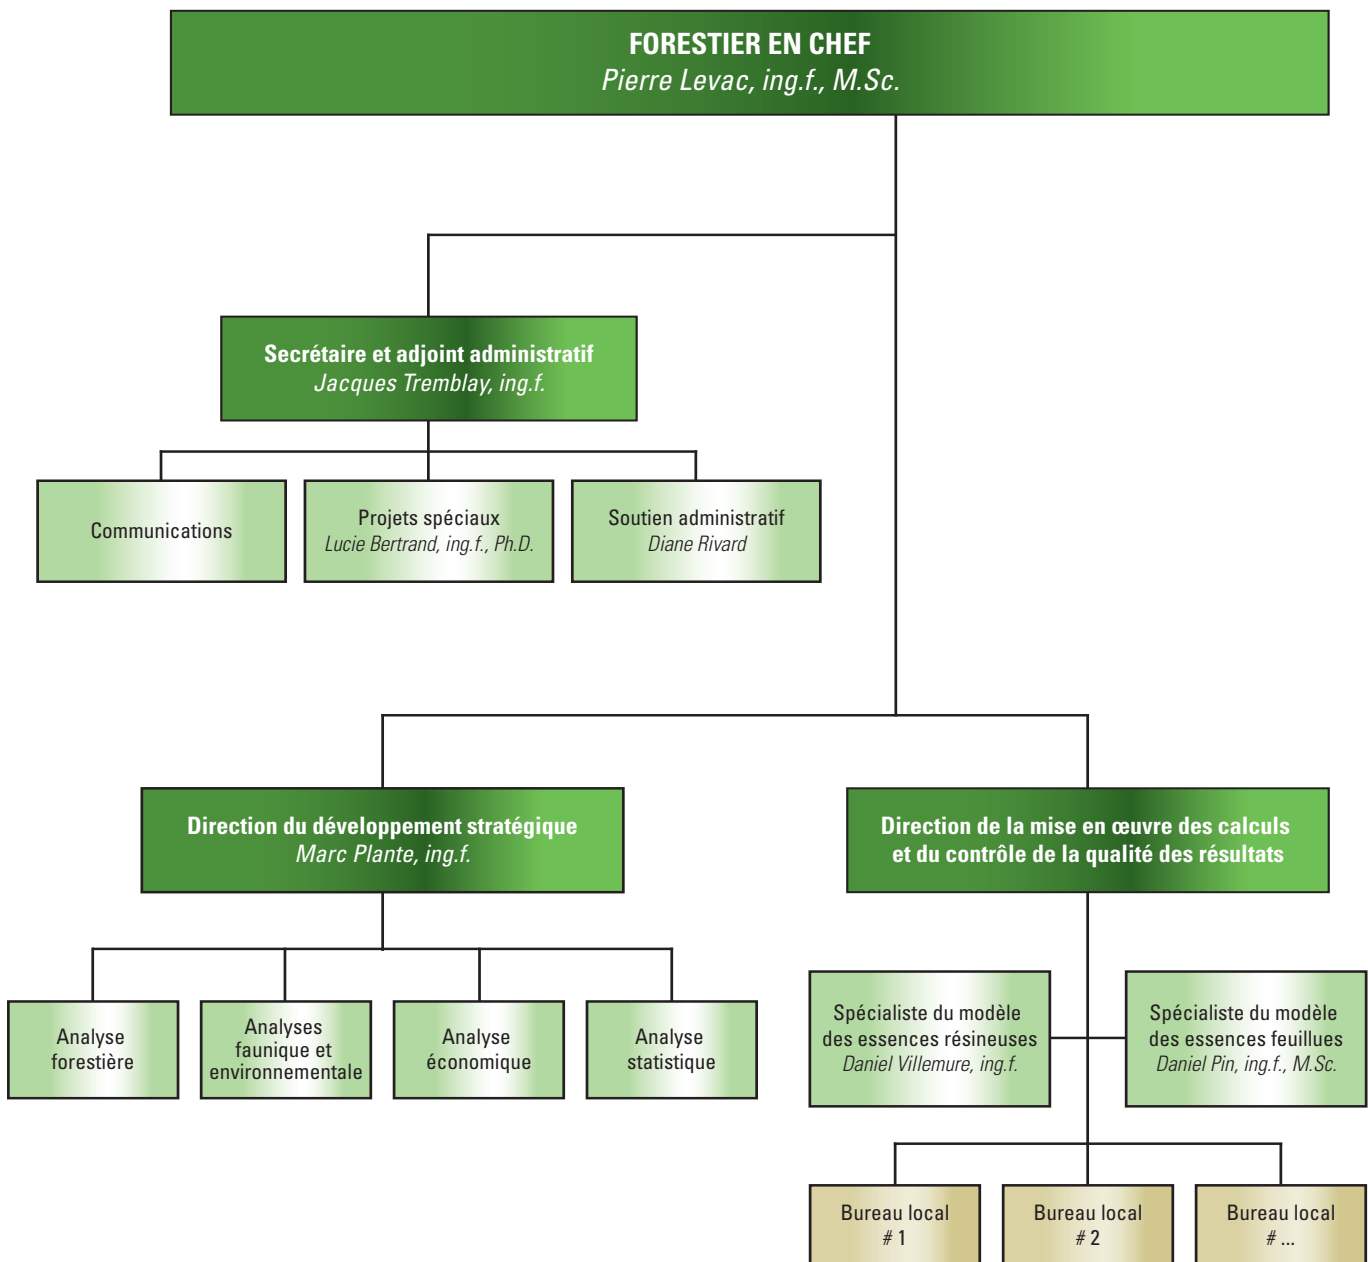 FORESTIER EN CHEF
Pierre Levac, ing.f., M.Sc.
Secrétaire et adjoint administratif
Jacques Tremblay, ing.f.
Communications
Projets spéciaux
Lucie Bertrand, ing.f., Ph.D.
Soutien administratif
Diane Rivard
Direction du développement stratégique
Marc Plante, ing.f.
Direction de la mise en œuvre des calculs
et du contrôle de la qualité des résultats
Analyse
forestière
Analyses
faunique et
environnementale
Analyse
économique
Analyse
statistique
Spécialiste du modèle
des essences résineuses
Daniel Villemure, ing.f.
Spécialiste du modèle
des essences feuillues
Daniel Pin, ing.f., M.Sc.
Bureau local
# 1
Bureau local
# 2
Bureau local
# ...